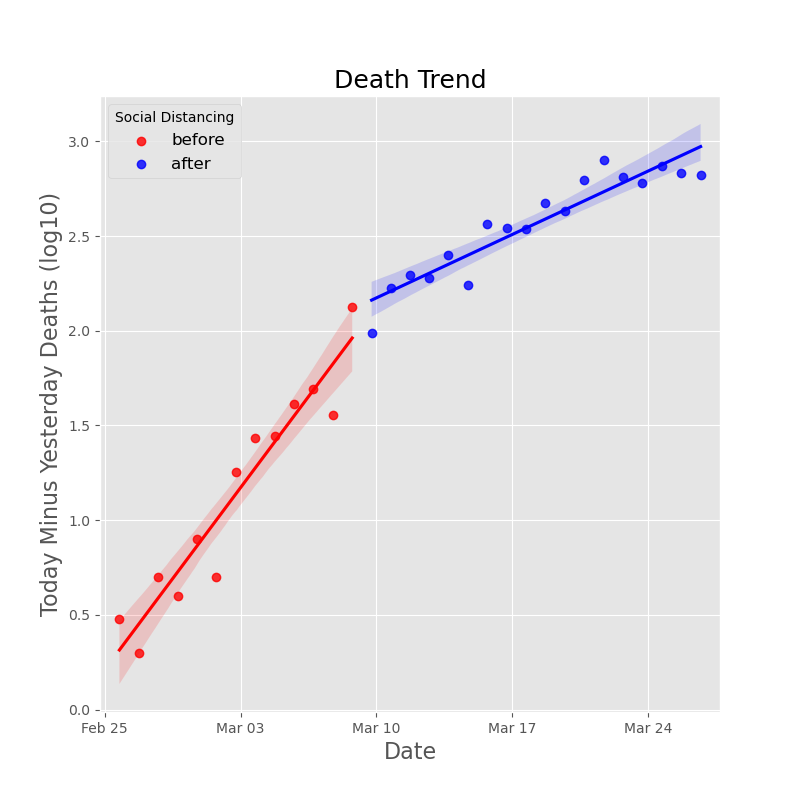 Death Trend
Social Distancing
before
after
Today Minus Yesterday Deaths (log10)
3.0
2.5
2.0
1.5
1.0
0.5
0.0
Feb 25 Mar 03 Mar 10 Mar 17 Mar 24
Date